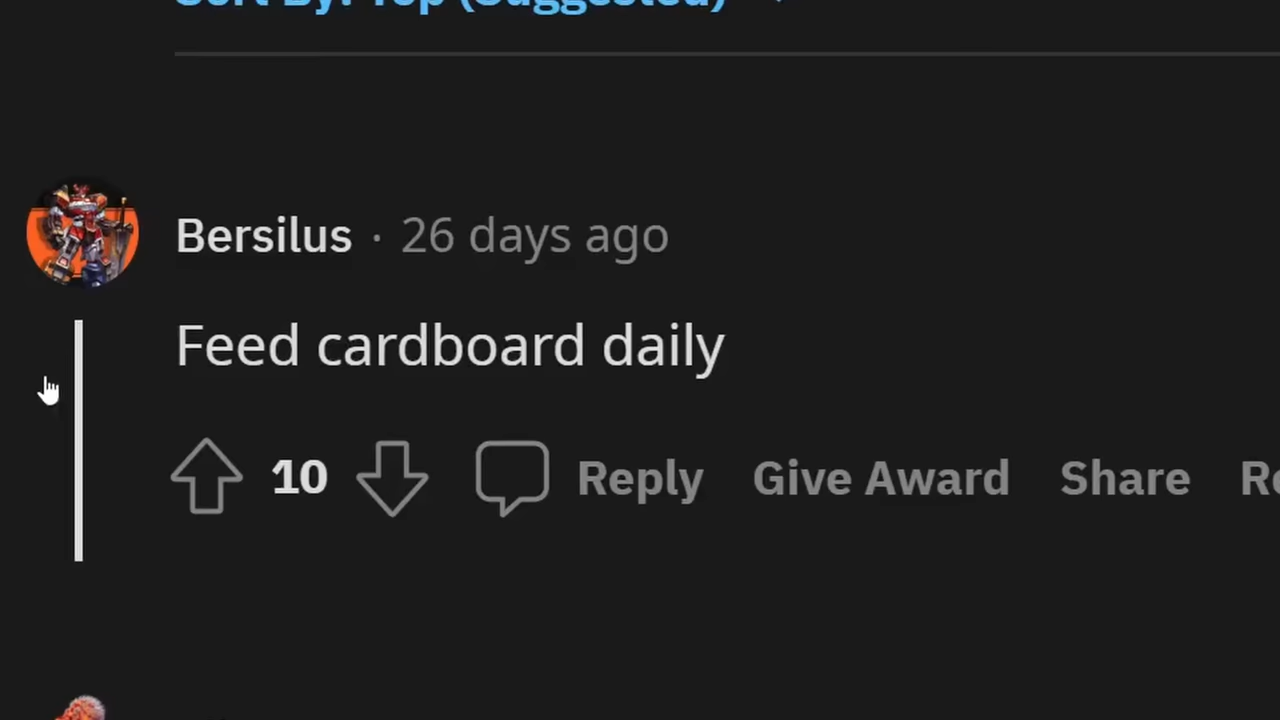 Sort By: Top (Suggested)
Bersilus · 26 days ago
Feed cardboard daily
10 Reply Give Award Share